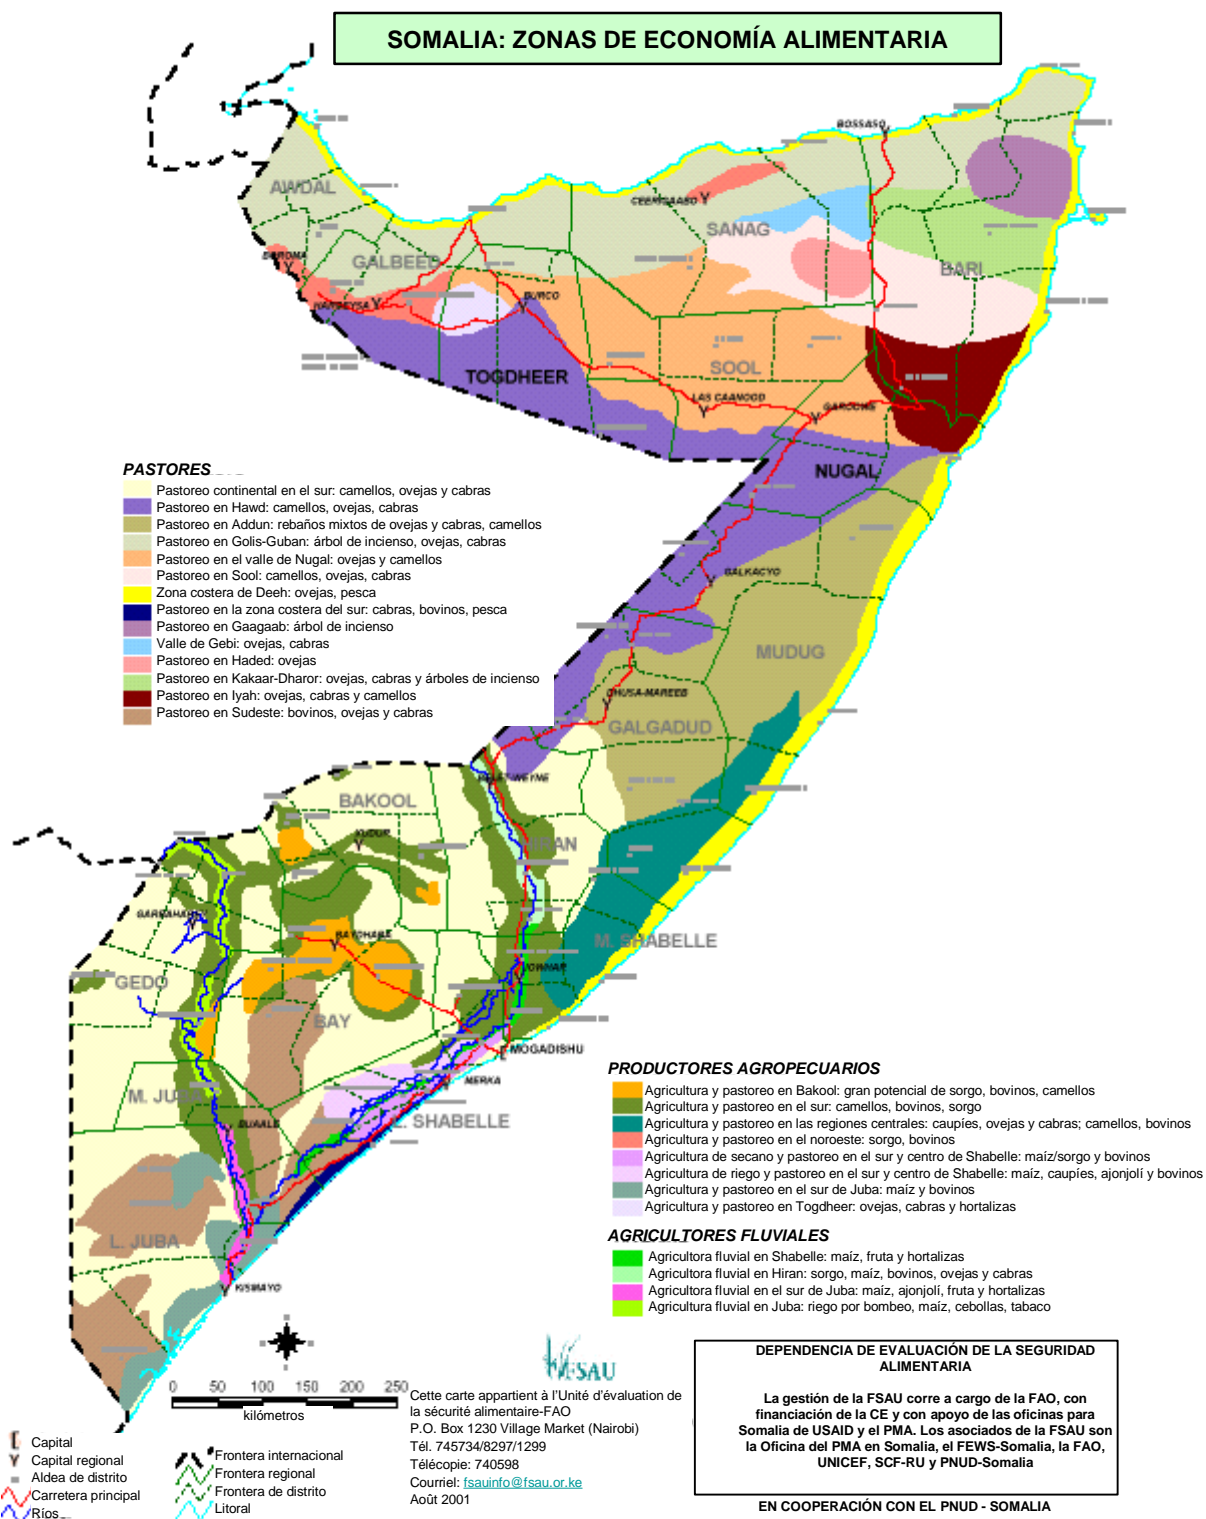 SOMALIA: ZONAS DE ECONOMÍA ALIMENTARIA
BOSSASO
AWDAL
CEERIGAABO
SANAG
BOROMA
GALBEED
BARI
HARGEYSA
BURCO
SOOL
TOGDHEER
LAS CAANOOD
GAROOWE
NUGAL
PASTORES
Pastoreo continental en el sur: camellos, ovejas y cabras
Pastoreo en Hawd: camellos, ovejas, cabras
Pastoreo en Addun: rebaños mixtos de ovejas y cabras, camellos
Pastoreo en Golis-Guban: árbol de incienso, ovejas, cabras
Pastoreo en el valle de Nugal: ovejas y camellos
Pastoreo en Sool: camellos, ovejas, cabras
Zona costera de Deeh: ovejas, pesca
Pastoreo en la zona costera del sur: cabras, bovinos, pesca
Pastoreo en Gaagaab: árbol de incienso
Valle de Gebi: ovejas, cabras
Pastoreo en Haded: ovejas
Pastoreo en Kakaar-Dharor: ovejas, cabras y árboles de incienso
Pastoreo en Iyah: ovejas, cabras y camellos
Pastoreo en Sudeste: bovinos, ovejas y cabras
GALKACYO
MUDUG
DHUSA-MAREEB
GALGADUD
BELET-WEYNE
BAKOOL
XUDUR
GARBAHAREY
BAYDHABA
M. SHABELLE
JOWHAR
GEDO
BAY
MOGADISHU
MERKA
M. JUBA
BUAALE
L. SHABELLE
L. JUBA
KISMAYO
PRODUCTORES AGROPECUARIOS
Agricultura y pastoreo en Bakool: gran potencial de sorgo, bovinos, camellos
Agricultura y pastoreo en el sur: camellos, bovinos, sorgo
Agricultura y pastoreo en las regiones centrales: caupíes, ovejas y cabras; camellos, bovinos
Agricultura y pastoreo en el noroeste: sorgo, bovinos
Agricultura de secano y pastoreo en el sur y centro de Shabelle: maíz/sorgo y bovinos
Agricultura de riego y pastoreo en el sur y centro de Shabelle: maíz, caupíes, ajonjolí y bovinos
Agricultura y pastoreo en el sur de Juba: maíz y bovinos
Agricultura y pastoreo en Togdheer: ovejas, cabras y hortalizas
AGRICULTORES FLUVIALES
Agricultora fluvial en Shabelle: maíz, fruta y hortalizas
Agricultora fluvial en Hiran: sorgo, maíz, bovinos, ovejas y cabras
Agricultura fluvial en el sur de Juba: maíz, ajonjolí, fruta y hortalizas
Agricultura fluvial en Juba: riego por bombeo, maíz, cebollas, tabaco
0 50 100 150 200 250
kilómetros
FSAU
Cette carte appartient à l'Unité d'évaluation de
la sécurité alimentaire-FAO
P.O. Box 1230 Village Market (Nairobi)
Tél. 745734/8297/1299
Télécopie: 740598
Courriel: fsauinfo@fsau.or.ke
Août 2001
DEPENDENCIA DE EVALUACIÓN DE LA SEGURIDAD
ALIMENTARIA
La gestión de la FSAU corre a cargo de la FAO, con
financiación de la CE y con apoyo de las oficinas para
Somalia de USAID y el PMA. Los asociados de la FSAU son
la Oficina del PMA en Somalia, el FEWS-Somalia, la FAO,
UNICEF, SCF-RU y PNUD-Somalia
EN COOPERACIÓN CON EL PNUD - SOMALIA
Capital
Capital regional
Aldea de distrito
Carretera principal
Ríos
Frontera internacional
Frontera regional
Frontera de distrito
Litoral